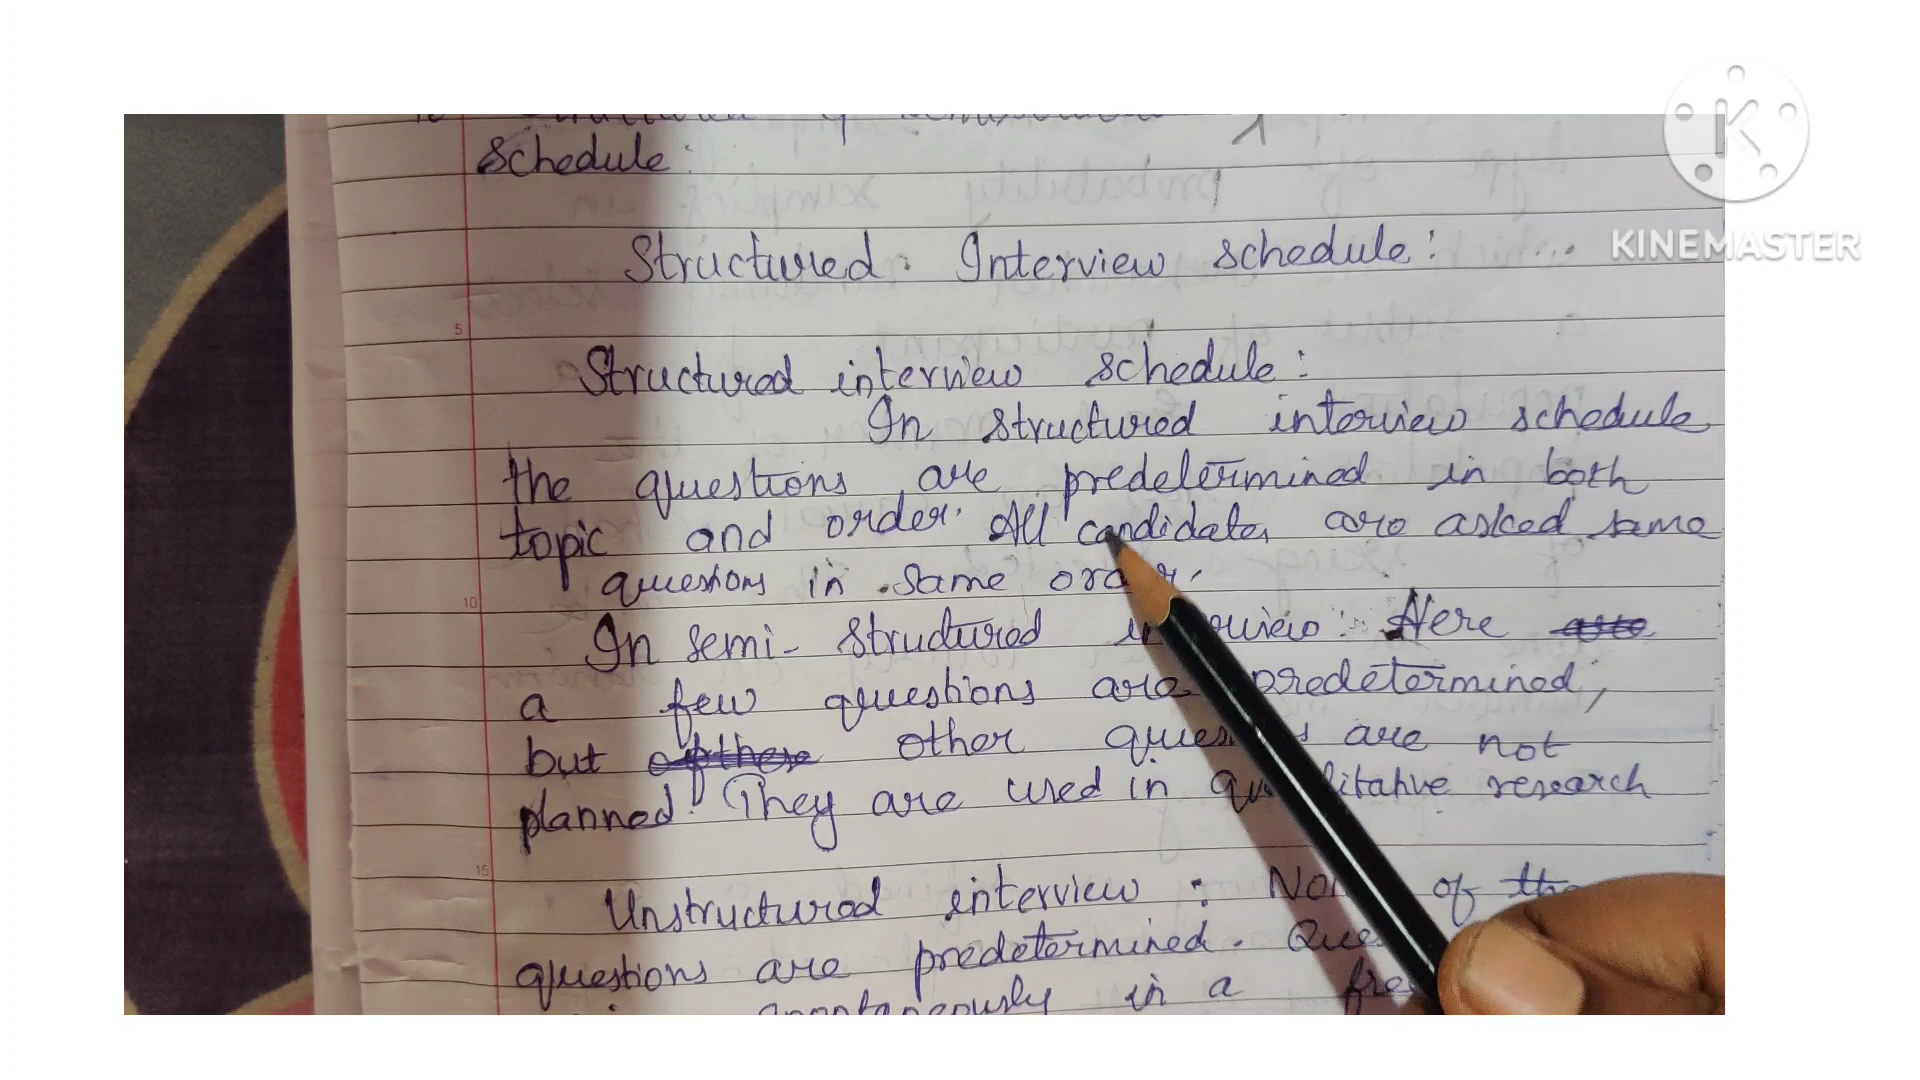 schedule:
Structured. Interview schedule:
Structured interview schedule:
In structured interview schedule
the questions are predetermined in both
topic and order. All candidates are asked same
questions in same order.
In semi- structured interview: Here
a few questions are predetermined,
but other questions are not
planned. They are used in qualitative research
Unstructured interview: None of the
questions are predetermined.
spontaneously in a
KINEMASTER